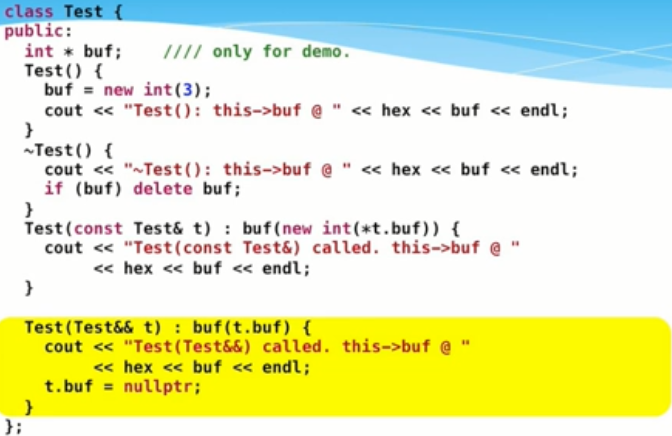 class Test {
public:
  int * buf;    //// only for demo.
  Test() {
    buf = new int(3);
    cout << "Test(): this->buf @ " << hex << buf << endl;
  }
  ~Test() {
    cout << "~Test(): this->buf @ " << hex << buf << endl;
    if (buf) delete buf;
  }
  Test(const Test& t) : buf(new int(*t.buf)) {
    cout << "Test(const Test&) called. this->buf @ "
         << hex << buf << endl;
  }
  Test(Test&& t) : buf(t.buf) {
    cout << "Test(Test&&) called. this->buf @ "
         << hex << buf << endl;
    t.buf = nullptr;
  }
};